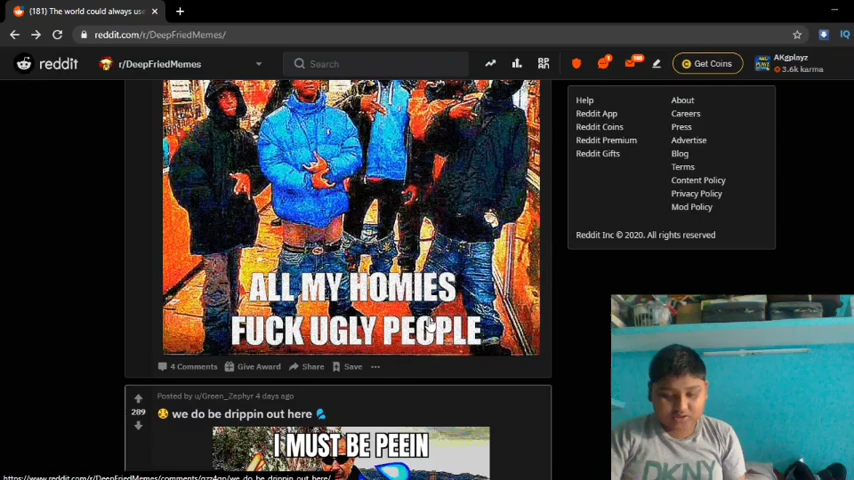 (181) The world could always use
reddit.com/r/DeepFriedMemes/
IQ
reddit
r/DeepFriedMemes
Search
Get Coins
AKgplayz
3.6k karma
Help
About
Reddit App
Careers
Reddit Coins
Press
Reddit Premium
Advertise
Reddit Gifts
Blog
Terms
Content Policy
Privacy Policy
Mod Policy
Reddit Inc © 2020. All rights reserved
ALL MY HOMIES
FUCK UGLY PEOPLE
4 Comments
Give Award
Share
Save
Posted by u/Green_Zephyr 4 days ago
209
we do be drippin out here
I MUST BE PEEIN
DKNY